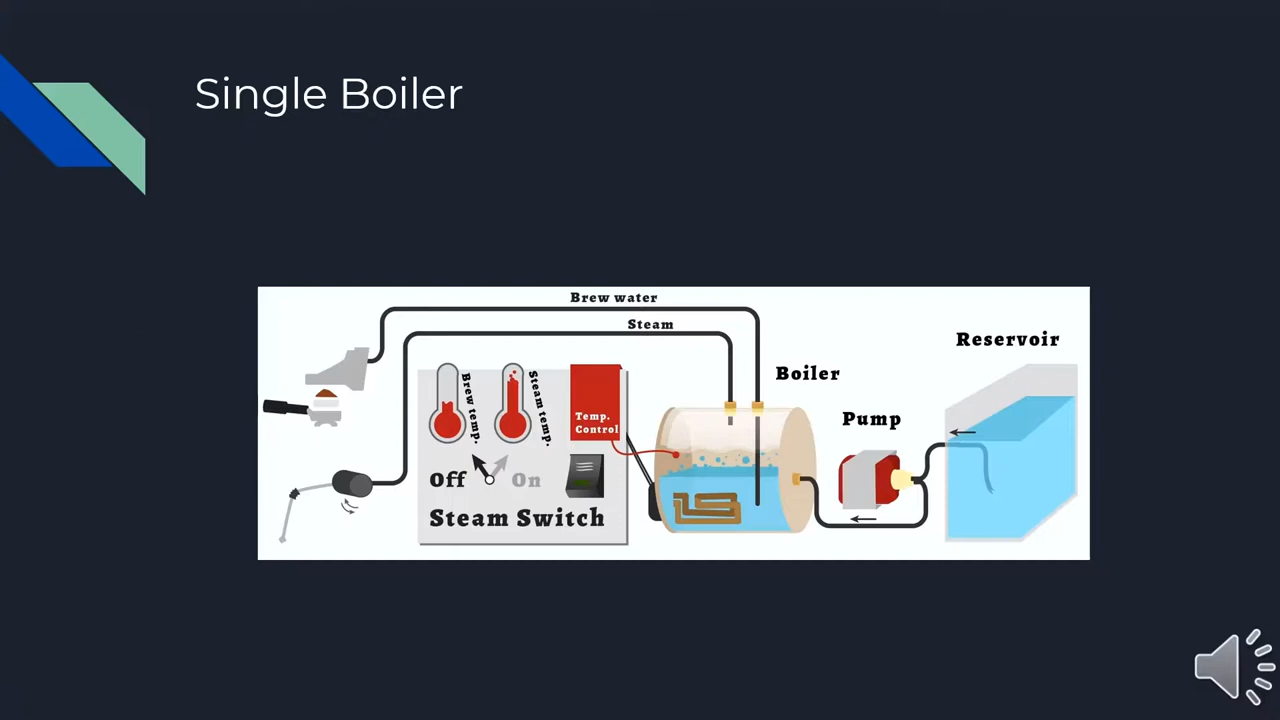 Single Boiler
Brew water
Steam
Reservoir
Boiler
Pump
Brew temp.
Steam temp.
Temp.
Control
Off
On
Steam Switch